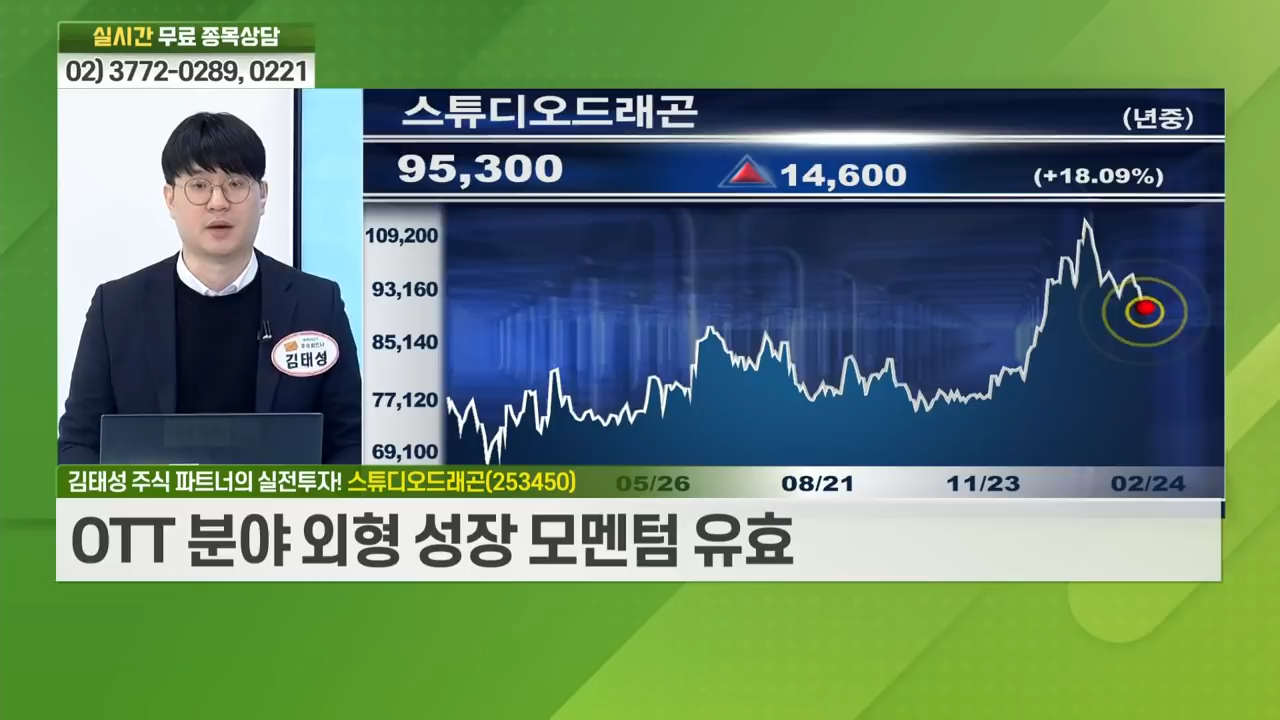 실시간 무료 종목상담
02) 3772-0289, 0221
스튜디오드래곤
(년중)
95,300 14,600 (+18.09%)
109,200
93,160
85,140
77,120
69,100
김태성
김태성 주식 파트너의 실전투자! 스튜디오드래곤(253450)
05/26 08/21 11/23 02/24
OTT 분야 외형 성장 모멘텀 유효